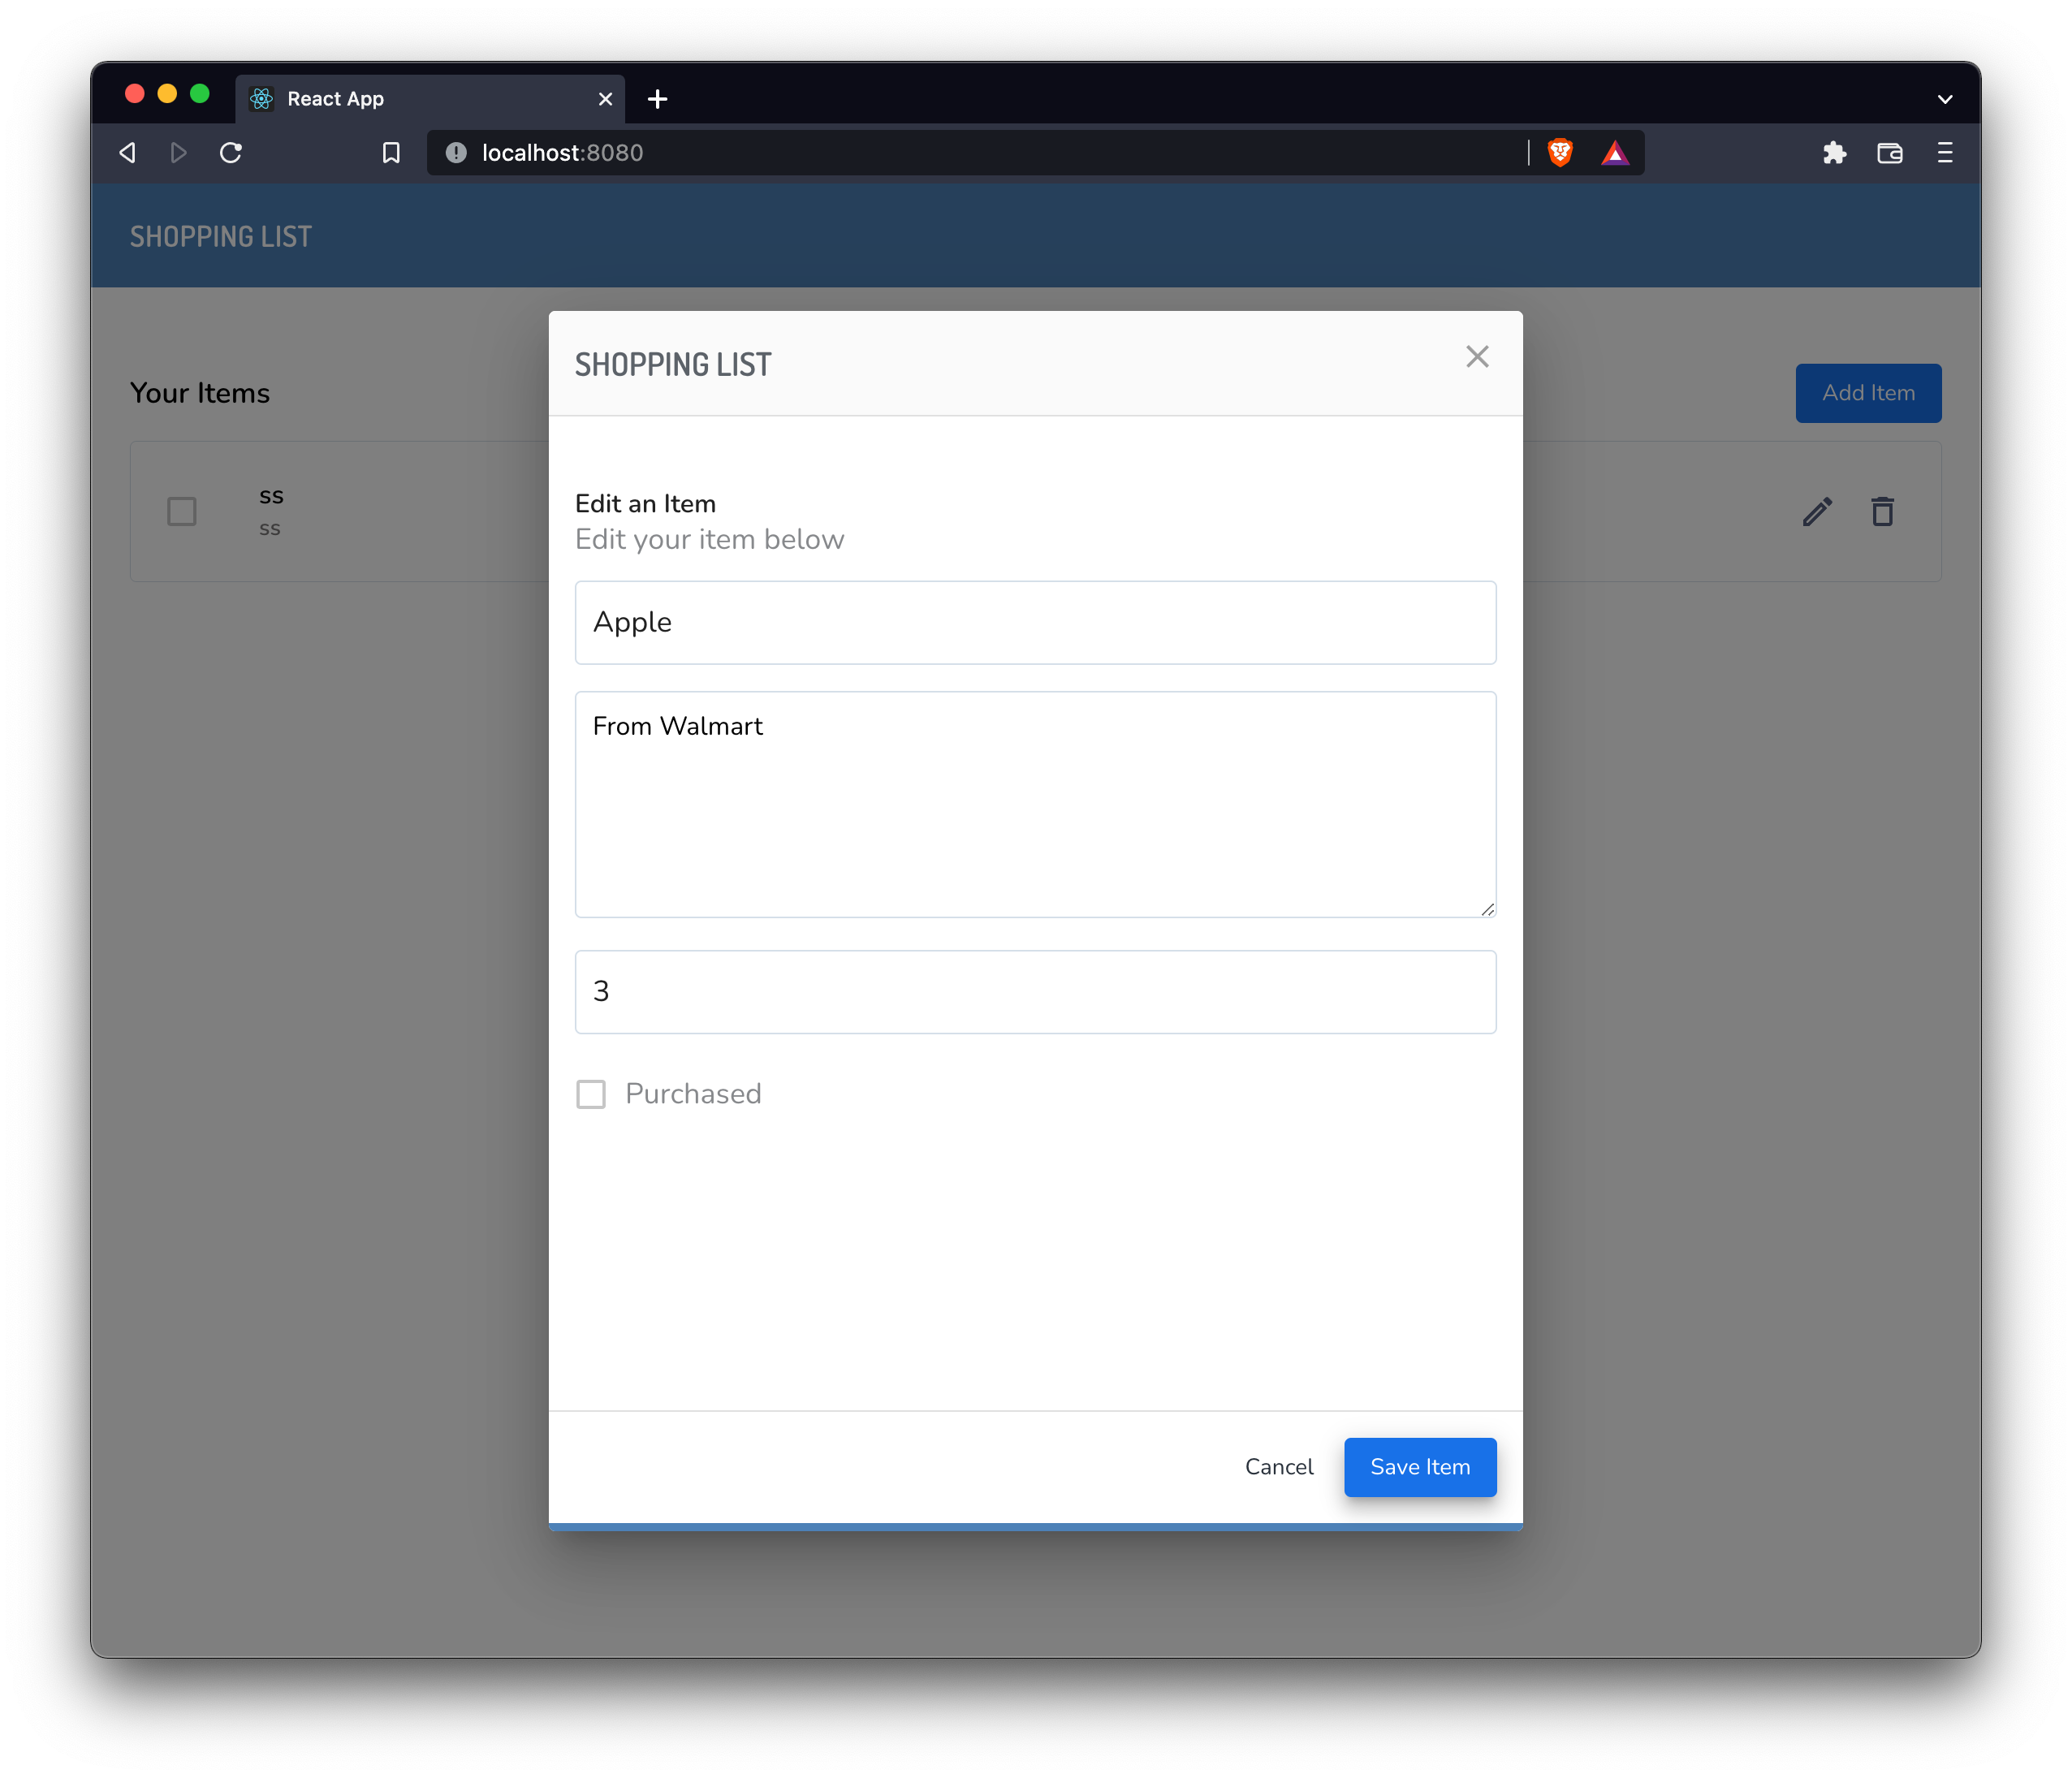 React App
localhost:8080
SHOPPING LIST
Your Items
Add Item
ss
ss
SHOPPING LIST
Edit an Item
Edit your item below
Apple
From Walmart
3
Purchased
Cancel
Save Item